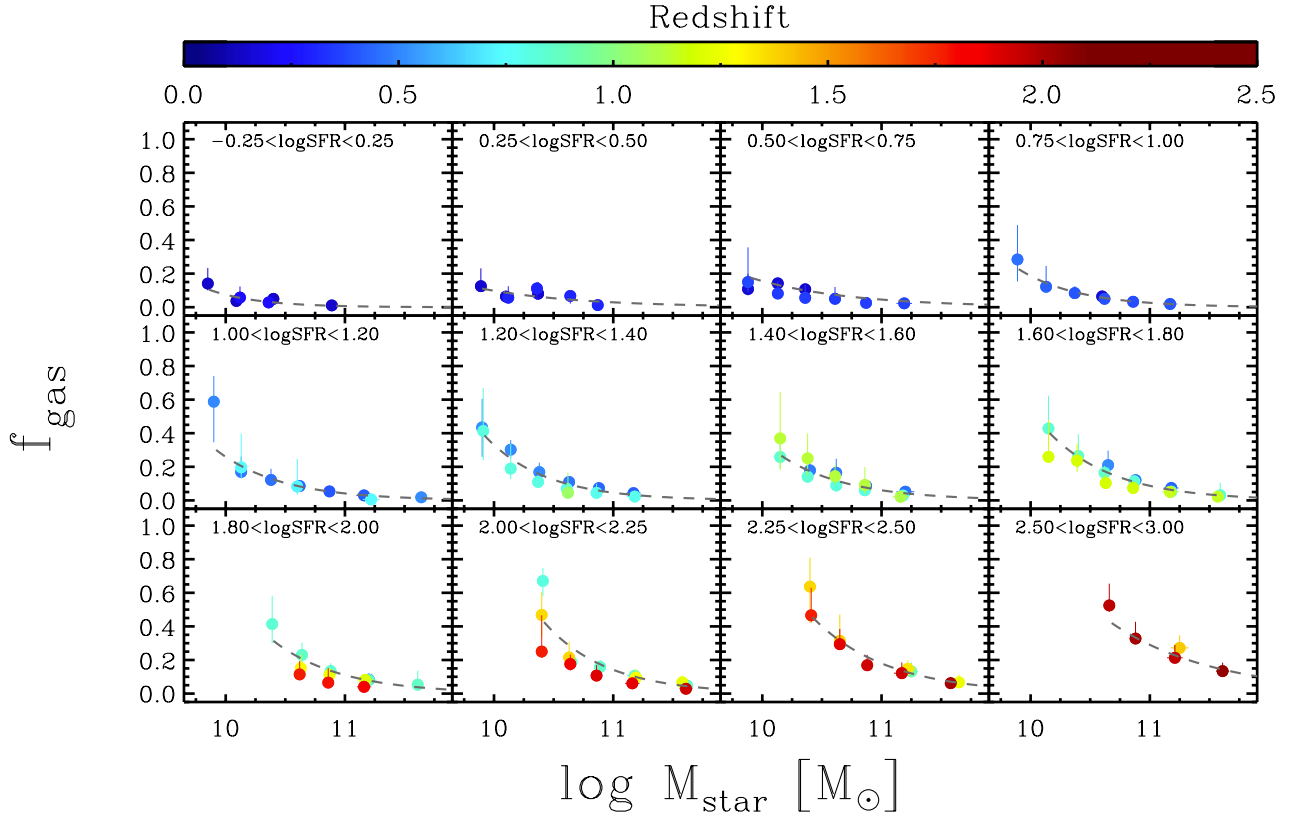 Redshift
0.0 0.5 1.0 1.5 2.0 2.5
-0.25<logSFR<0.25 0.25<logSFR<0.50 0.50<logSFR<0.75 0.75<logSFR<1.00
1.0
0.8
0.6
0.4
0.2
0.0
1.00<logSFR<1.20 1.20<logSFR<1.40 1.40<logSFR<1.60 1.60<logSFR<1.80
1.0
0.8
0.6
0.4
0.2
0.0
1.80<logSFR<2.00 2.00<logSFR<2.25 2.25<logSFR<2.50 2.50<logSFR<3.00
1.0
0.8
0.6
0.4
0.2
0.0
10 11 10 11 10 11 10 11
fgas
log Mstar [M⊙]